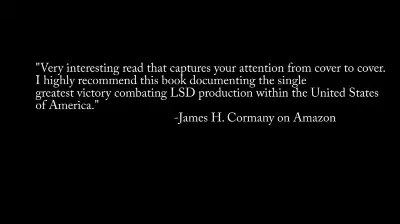 "Very interesting read that captures your attention from cover to cover.
I highly recommend this book documenting the single
greatest victory combating LSD production within the United States
of America."
-James H. Cormany on Amazon